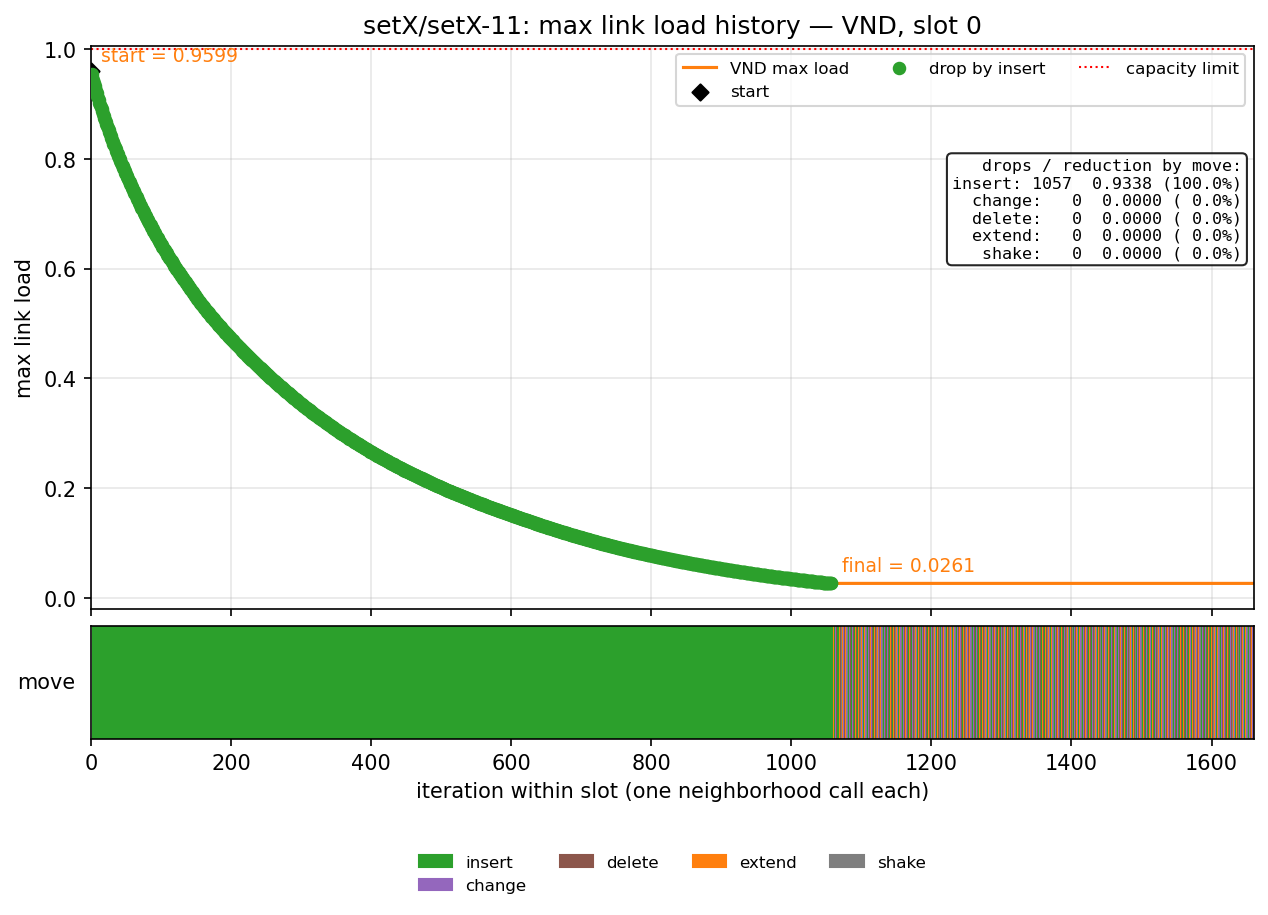 setX/setX-11: max link load history — VND, slot 0
1.0
0.8
0.6
0.4
0.2
0.0
max link load
start = 0.9599
VND max load
start
drop by insert
capacity limit
drops / reduction by move:
insert: 1057  0.9338 (100.0%)
change:   0  0.0000 ( 0.0%)
delete:   0  0.0000 ( 0.0%)
extend:   0  0.0000 ( 0.0%)
shake:   0  0.0000 ( 0.0%)
final = 0.0261
move
0 200 400 600 800 1000 1200 1400 1600
iteration within slot (one neighborhood call each)
insert delete extend shake
change